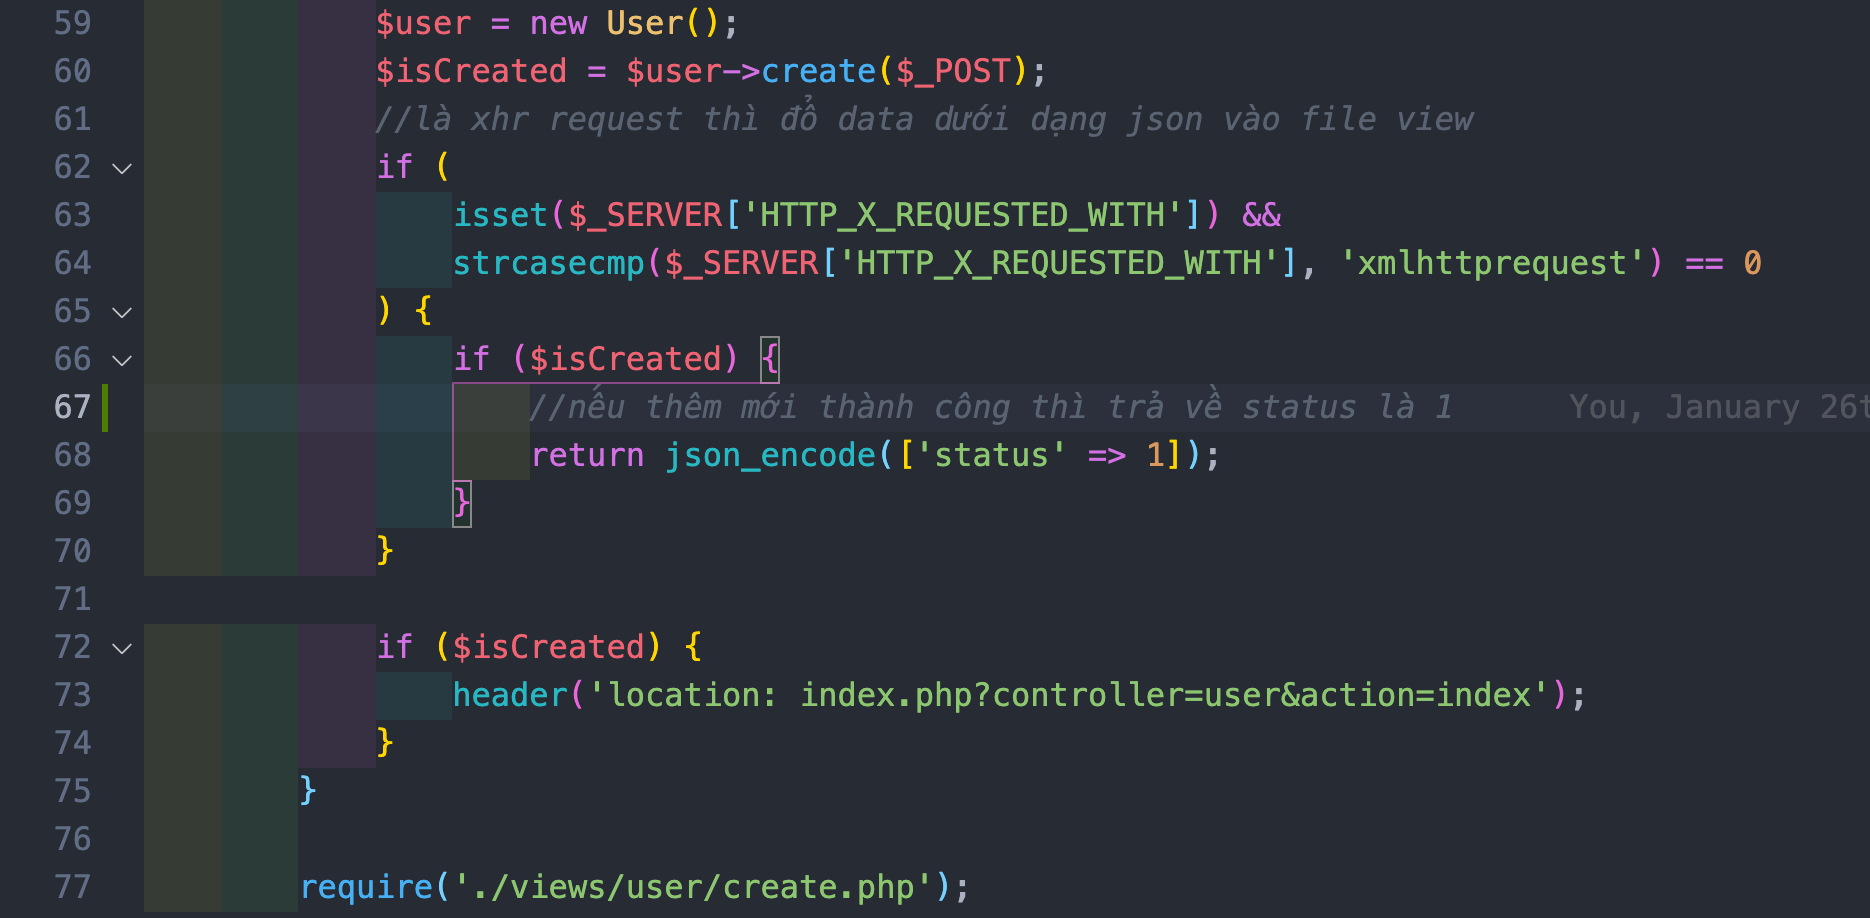 59 $user = new User();
60 $isCreated = $user->create($_POST);
61 //là xhr request thì đổ data dưới dạng json vào file view
62 if (
63 isset($_SERVER['HTTP_X_REQUESTED_WITH']) &&
64 strcasecmp($_SERVER['HTTP_X_REQUESTED_WITH'], 'xmlhttprequest') == 0
65 ) {
66 if ($isCreated) {
67 //nếu thêm mới thành công thì trả về status là 1 You, January 26t
68 return json_encode(['status' => 1]);
69 }
70 }
71
72 if ($isCreated) {
73 header('location: index.php?controller=user&action=index');
74 }
75 }
76
77 require('./views/user/create.php');